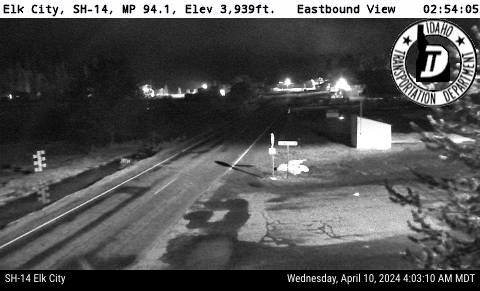 Elk City, SH-14, MP 94.1, Elev 3,939ft.   Eastbound View   02:54:05
IDAHO
TRANSPORTATION DEPARTMENT
SH-14 Elk City
Wednesday, April 10, 2024 4:03:10 AM MDT